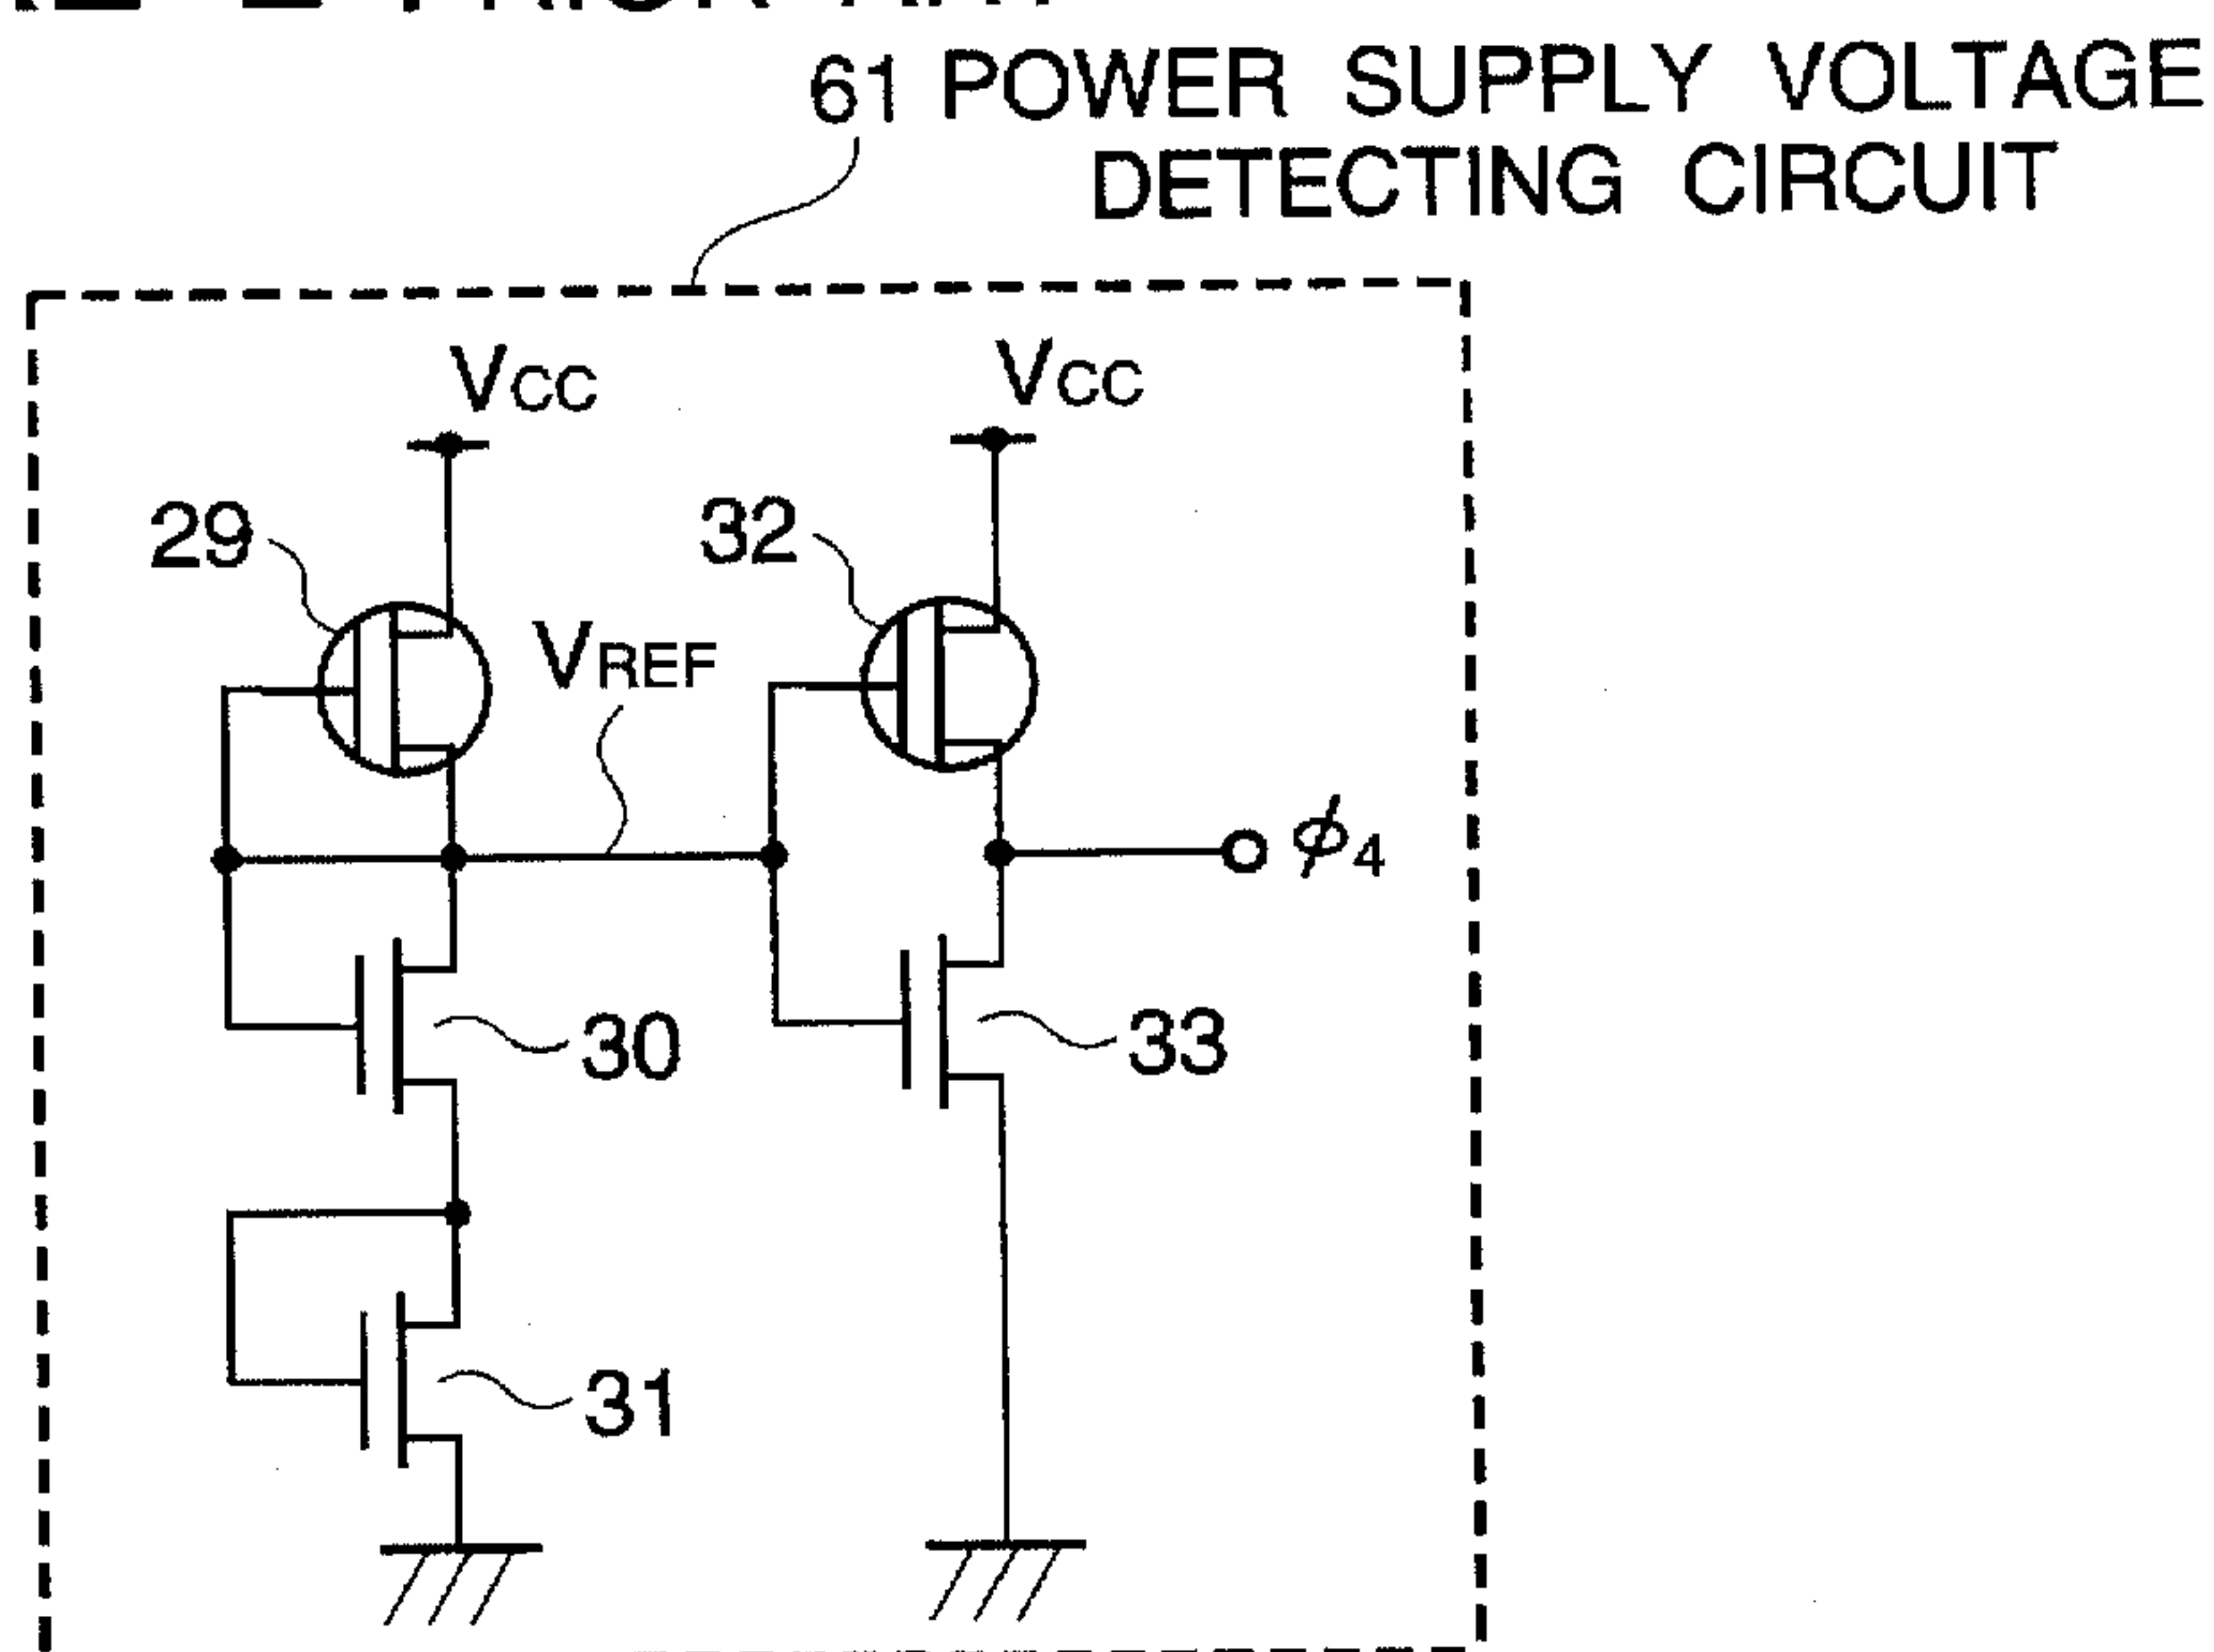 61 POWER SUPPLY VOLTAGE
DETECTING CIRCUIT
Vcc
Vcc
29
32
VREF
ϕ4
30
33
31